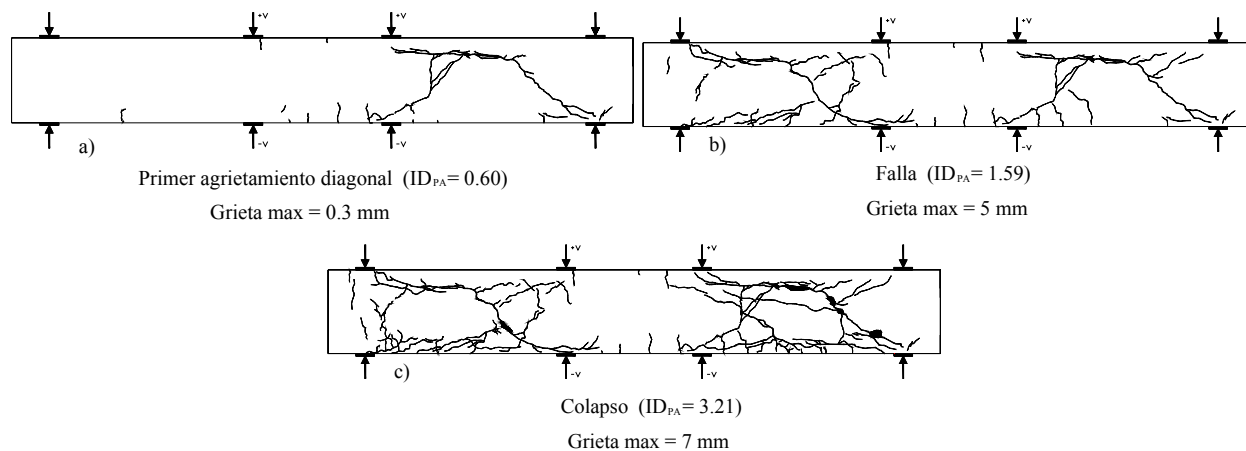 +V +V
-V -V
a)
Primer agrietamiento diagonal (ID_PA= 0.60)
Grieta max = 0.3 mm
+V +V
-V -V
b)
Falla (ID_PA= 1.59)
Grieta max = 5 mm
+V +V
-V -V
c)
Colapso (ID_PA= 3.21)
Grieta max = 7 mm